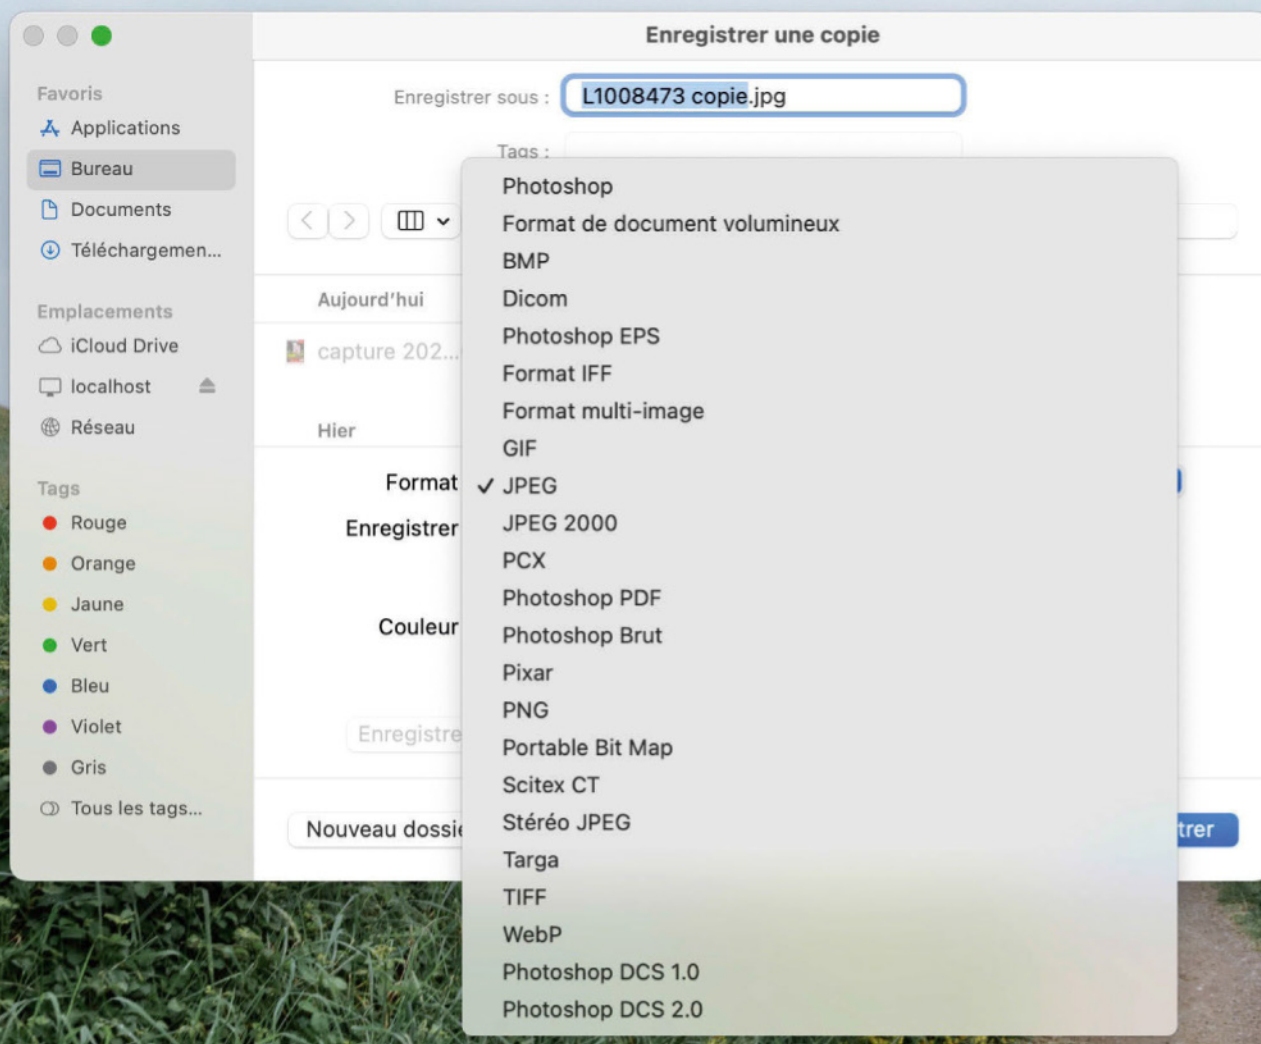 Enregistrer une copie
Favoris
Applications
Bureau
Documents
Téléchargemen...
Emplacements
iCloud Drive
localhost
Réseau
Tags
Rouge
Orange
Jaune
Vert
Bleu
Violet
Gris
Tous les tags...
Enregistrer sous : L1008473 copie.jpg
Tags :
Aujourd'hui
capture 202...
Hier
Format
Enregistrer
Couleur
Enregistre
Nouveau dossie
trer
Photoshop
Format de document volumineux
BMP
Dicom
Photoshop EPS
Format IFF
Format multi-image
GIF
✓ JPEG
JPEG 2000
PCX
Photoshop PDF
Photoshop Brut
Pixar
PNG
Portable Bit Map
Scitex CT
Stéréo JPEG
Targa
TIFF
WebP
Photoshop DCS 1.0
Photoshop DCS 2.0